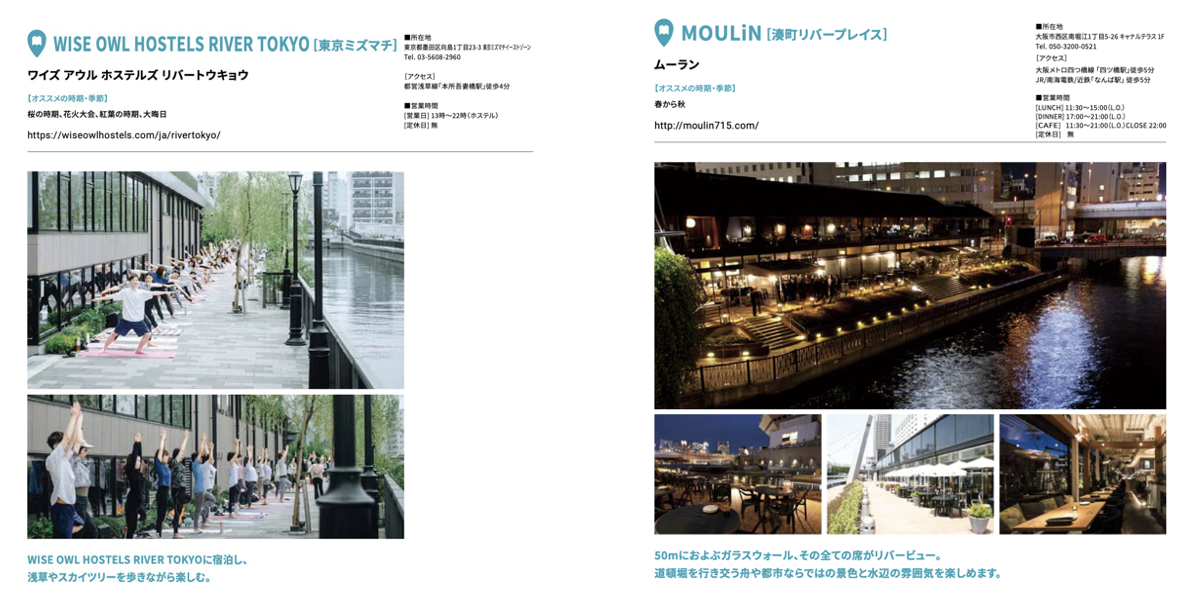 WISE OWL HOSTELS RIVER TOKYO [東京ミズマチ]
ワイズ アウル ホステルズ リバートウキョウ
【オススメの時期・季節】
桜の時期、花火大会、紅葉の時期、大晦日
https://wiseowlhostels.com/ja/rivertokyo/
■所在地
東京都墨田区向島1丁目23-3 東京ミズマチイーストゾーン
Tel. 03-5608-2960
[アクセス]
都営浅草線「本所吾妻橋駅」徒歩4分
■営業時間
[営業日] 13時〜22時(ホステル)
[定休日] 無
WISE OWL HOSTELS RIVER TOKYOに宿泊し、
浅草やスカイツリーを歩きながら楽しむ。
MOULiN [湊町リバープレイス]
ムーラン
【オススメの時期・季節】
春から秋
http://moulin715.com/
■所在地
大阪市西区南堀江1丁目5-26 キャナルテラス 1F
Tel. 050-3200-0521
[アクセス]
大阪メトロ四つ橋線 「四ツ橋駅」徒歩5分
JR/南海電鉄/近鉄「なんば駅」 徒歩5分
■営業時間
[LUNCH] 11:30〜15:00(L.O.)
[DINNER] 17:00〜21:00(L.O.)
[CAFE] 11:30〜21:00(L.O.)CLOSE 22:00
[定休日] 無
50mにおよぶガラスウォール、その全ての席がリバービュー。
道頓堀を行き交う舟や都市ならではの景色と水辺の雰囲気を楽しめます。